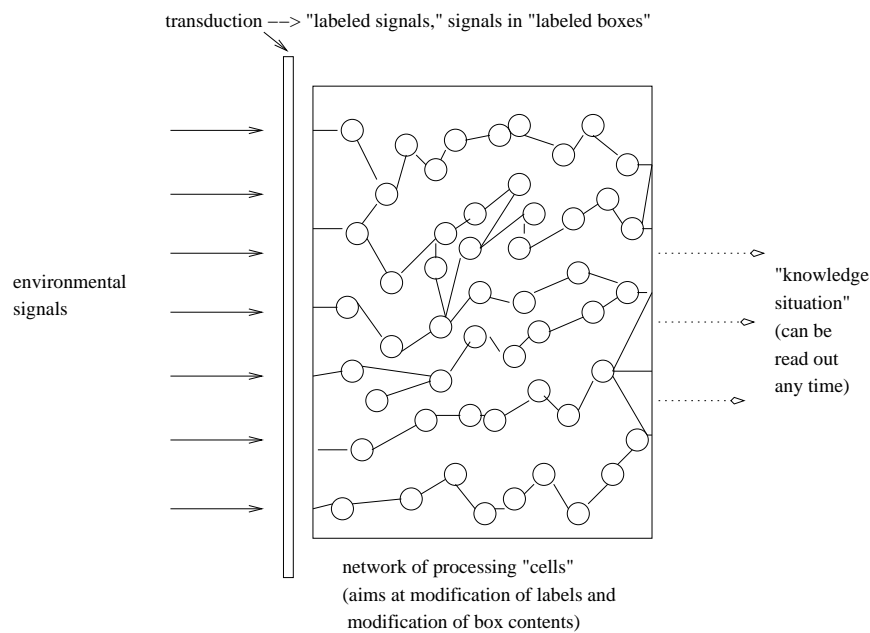 transduction −−> "labeled signals," signals in "labeled boxes"
environmental
signals
"knowledge
situation"
(can be
read out
any time)
network of processing "cells"
(aims at modification of labels and
modification of box contents)